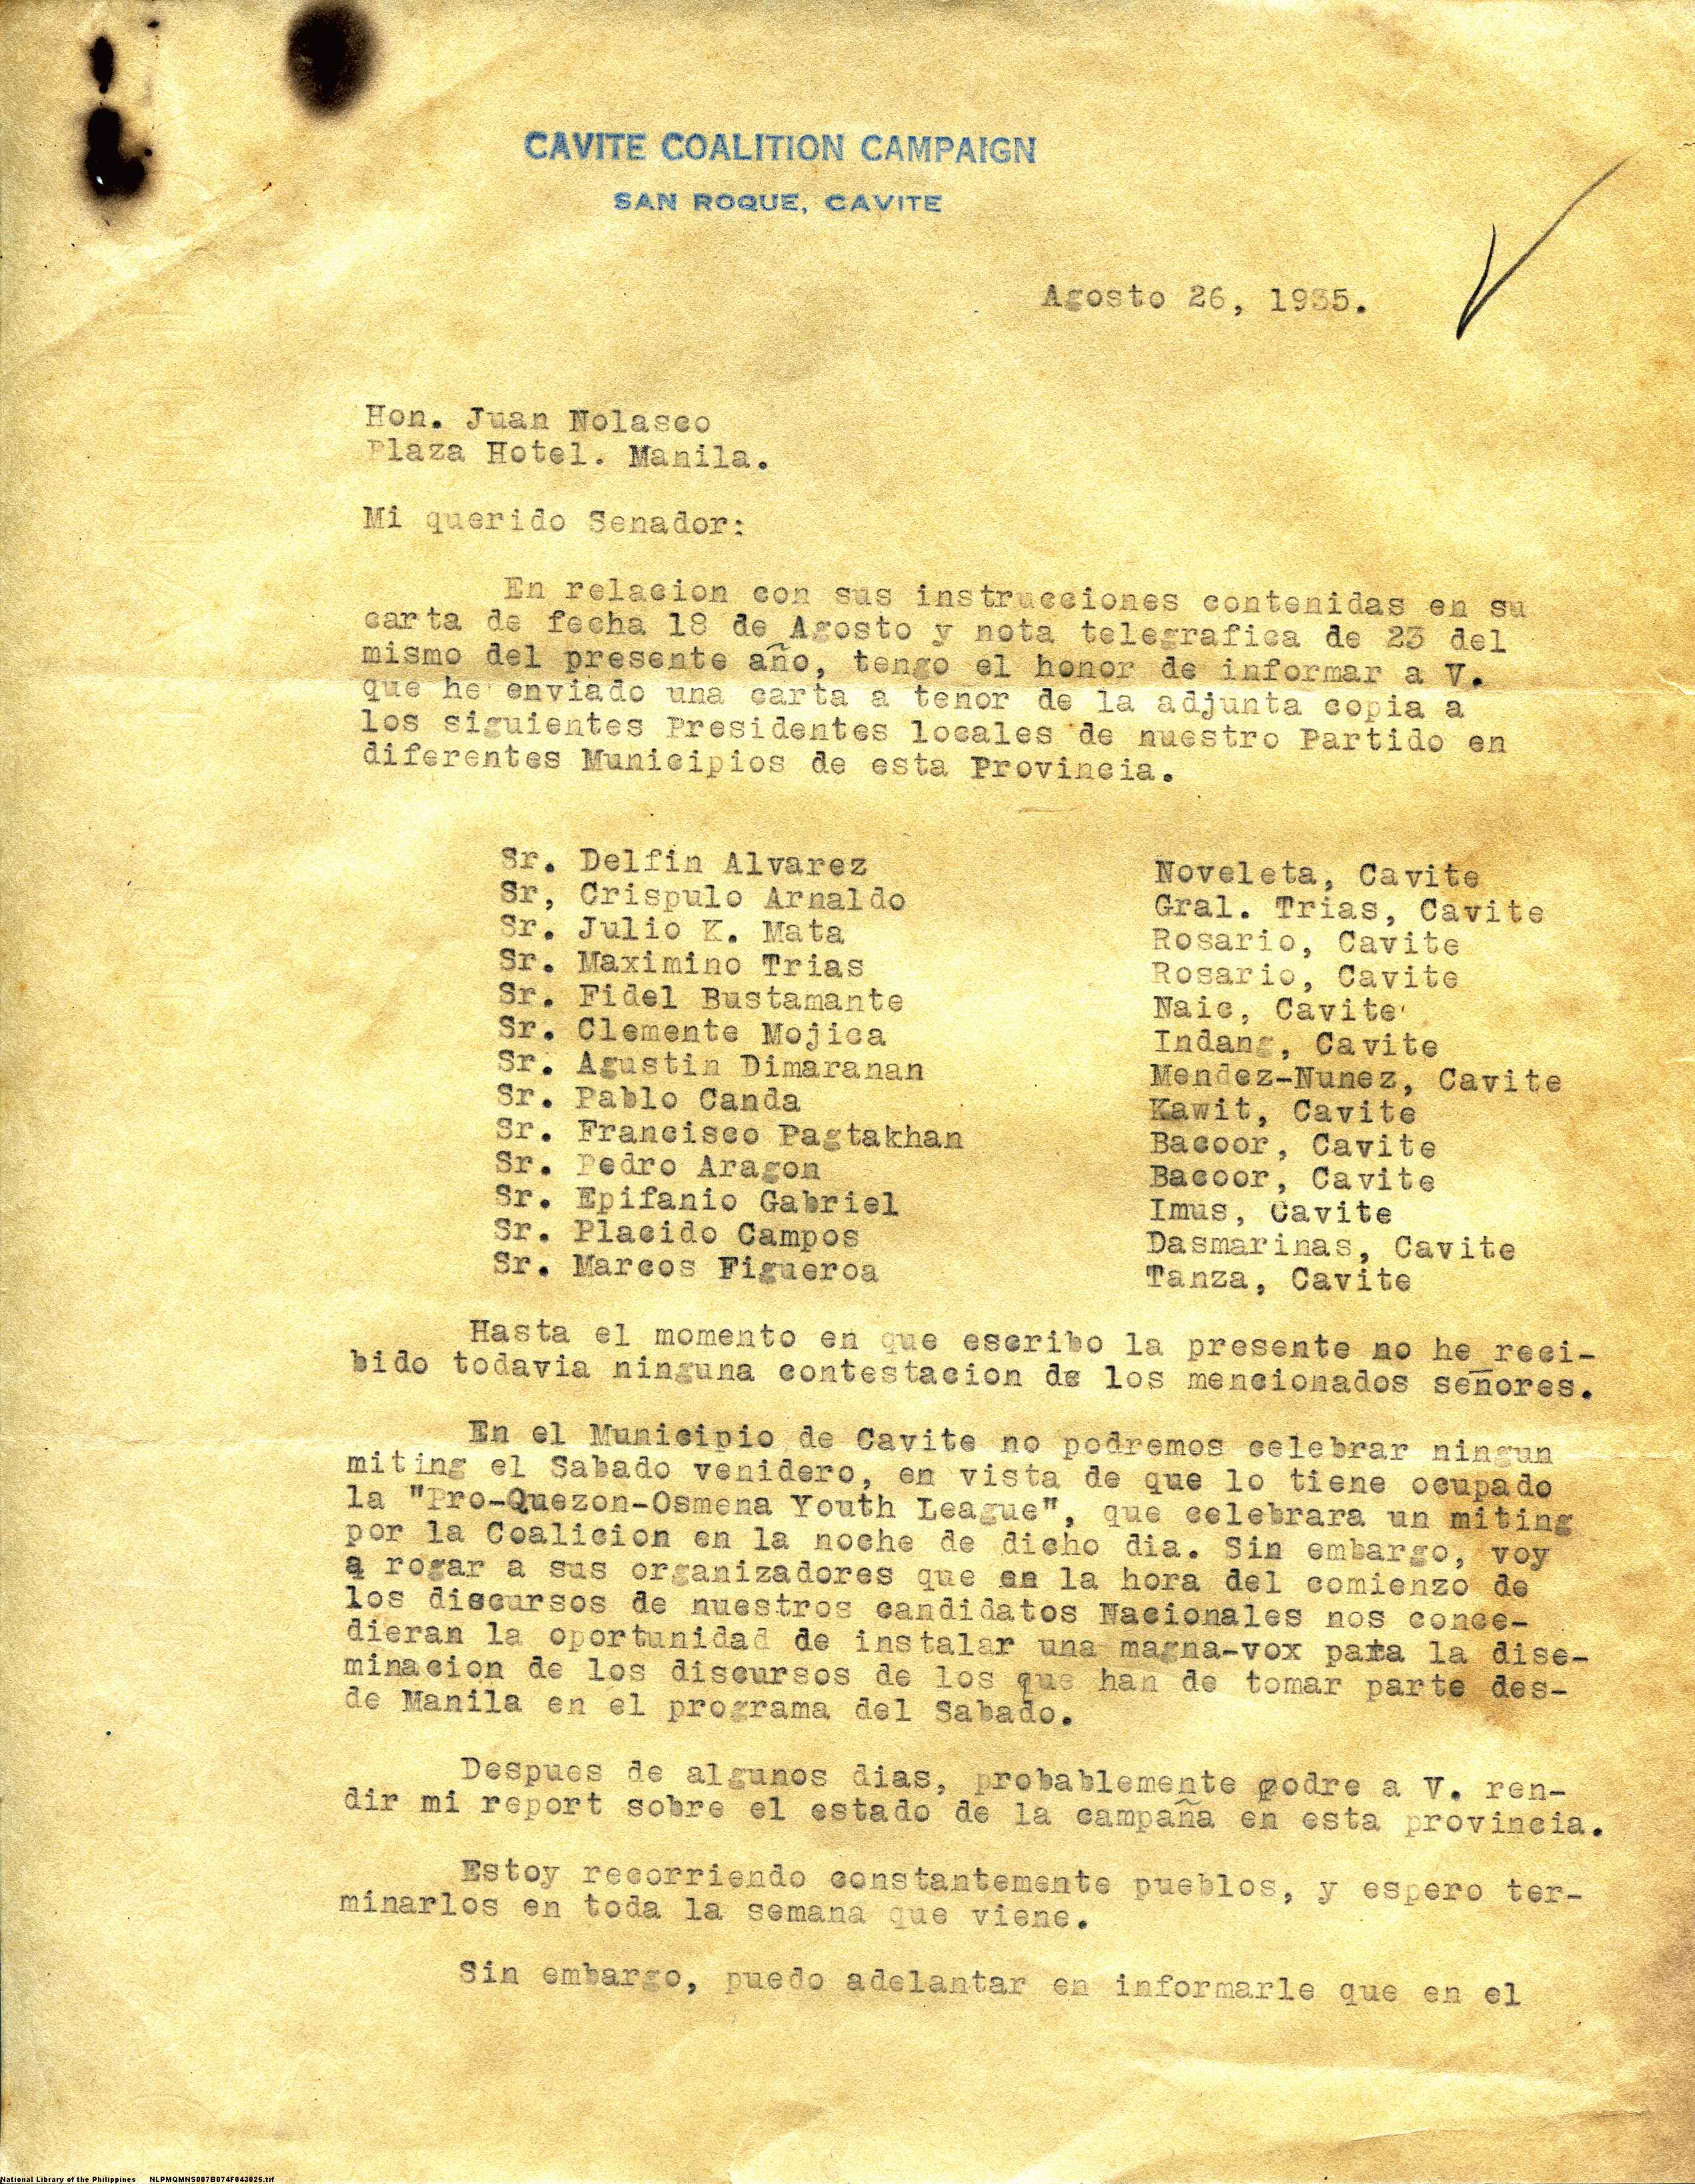 CAVITE COALITION CAMPAIGN
SAN ROQUE, CAVITE
Agosto 26, 1935.
Hon. Juan Nolasco
Plaza Hotel. Manila.
Mi querido Senador:
En relacion con sus instrucciones contenidas en su
carta de fecha 18 de Agosto y nota telegrafica de 23 del
mismo del presente año, tengo el honor de informar a V.
que he enviado una carta a tenor de la adjunta copia a
los siguientes Presidentes locales de nuestro Partido en
diferentes Municipios de esta Provincia.
Sr. Delfin Alvarez Noveleta, Cavite
Sr, Crispulo Arnaldo Gral. Trias, Cavite
Sr. Julio K. Mata Rosario, Cavite
Sr. Maximino Trias Rosario, Cavite
Sr. Fidel Bustamante Naic, Cavite
Sr. Clemente Mojica Indang, Cavite
Sr. Agustin Dimaranan Mendez-Nunez, Cavite
Sr. Pablo Canda Kawit, Cavite
Sr. Francisco Pagtakhan Bacoor, Cavite
Sr. Pedro Aragon Bacoor, Cavite
Sr. Epifanio Gabriel Imus, Cavite
Sr. Placido Campos Dasmarinas, Cavite
Sr. Marcos Figueroa Tanza, Cavite
Hasta el momento en que escribo la presente no he reci-
bido todavia ninguna contestacion de los mencionados señores.
En el Municipio de Cavite no podremos celebrar ningun
miting el Sabado venidero, en vista de que lo tiene ocupado
la "Pro-Quezon-Osmena Youth League", que celebrara un miting
por la Coalicion en la noche de dicho dia. Sin embargo, voy
a rogar a sus organizadores que en la hora del comienzo de
los discursos de nuestros candidatos Nacionales nos conce-
dieran la oportunidad de instalar una magna-vox para la dise-
minacion de los discursos de los que han de tomar parte des-
de Manila en el programa del Sabado.
Despues de algunos dias, probablemente podre a V. ren-
dir mi report sobre el estado de la campaña en esta provincia.
Estoy recorriendo constantemente pueblos, y espero ter-
minarlos en toda la semana que viene.
Sin embargo, puedo adelantar en informarle que en el
National Library of the Philippines NLPMQMNS007B074F043026.tif